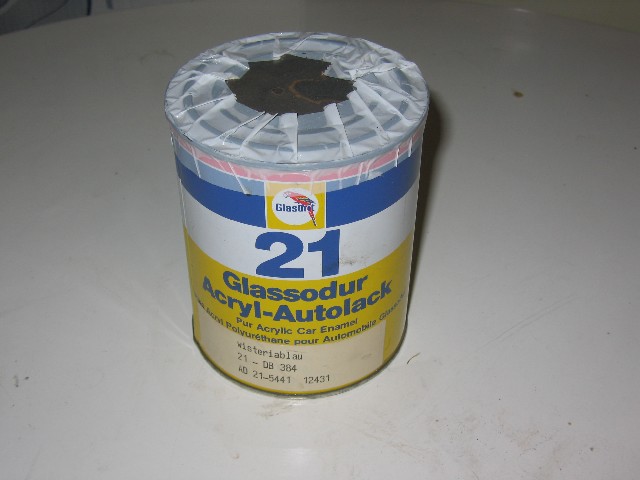 Glasurit
21
Glassodur
Acryl-Autolack
Pur Acrylic Car Enamel
Acryl Polyuréthane pour Automobile
wisteriablau
21 - DB 384
AD 21-5441 12431